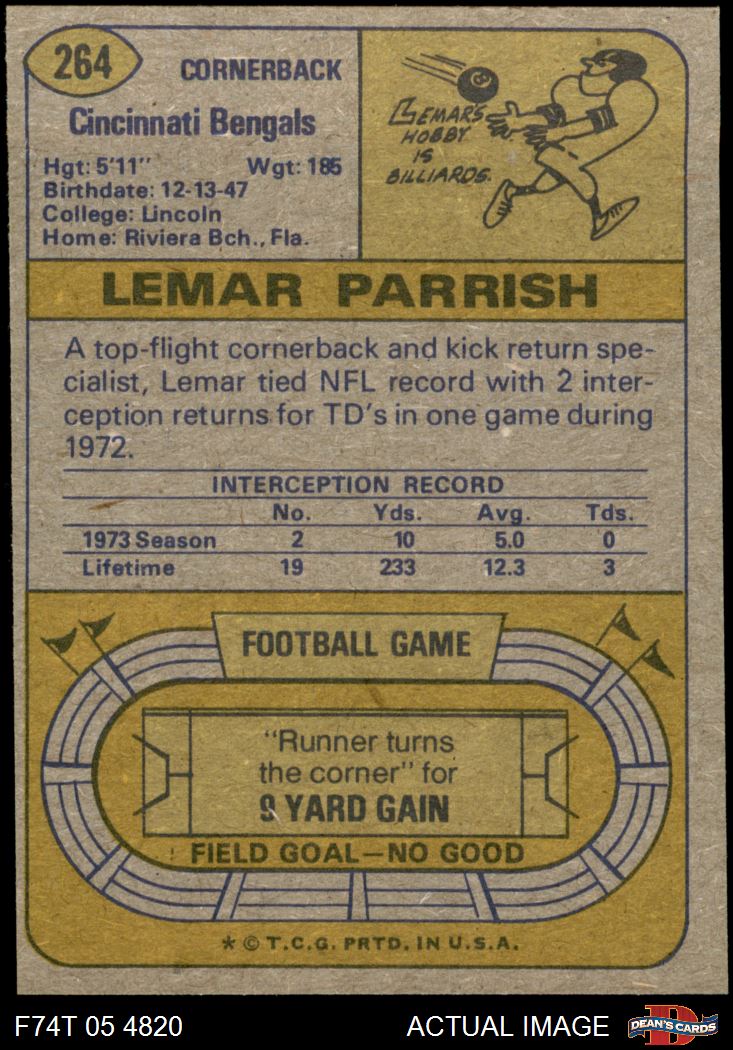 264
CORNERBACK
Cincinnati Bengals
Hgt: 5'11" Wgt: 185
Birthdate: 12-13-47
College: Lincoln
Home: Riviera Bch., Fla.
8
LEMAR'S
HOBBY
IS
BILLIARDS.
LEMAR PARRISH
A top-flight cornerback and kick return spe-
cialist, Lemar tied NFL record with 2 inter-
ception returns for TD's in one game during
1972.
INTERCEPTION RECORD
No. Yds. Avg. Tds.
1973 Season 2 10 5.0 0
Lifetime 19 233 12.3 3
FOOTBALL GAME
"Runner turns
the corner" for
9 YARD GAIN
FIELD GOAL—NO GOOD
* © T.C.G. PRTD. IN U.S.A.
F74T 05 4820 ACTUAL IMAGE
D
DEAN'S CARDS